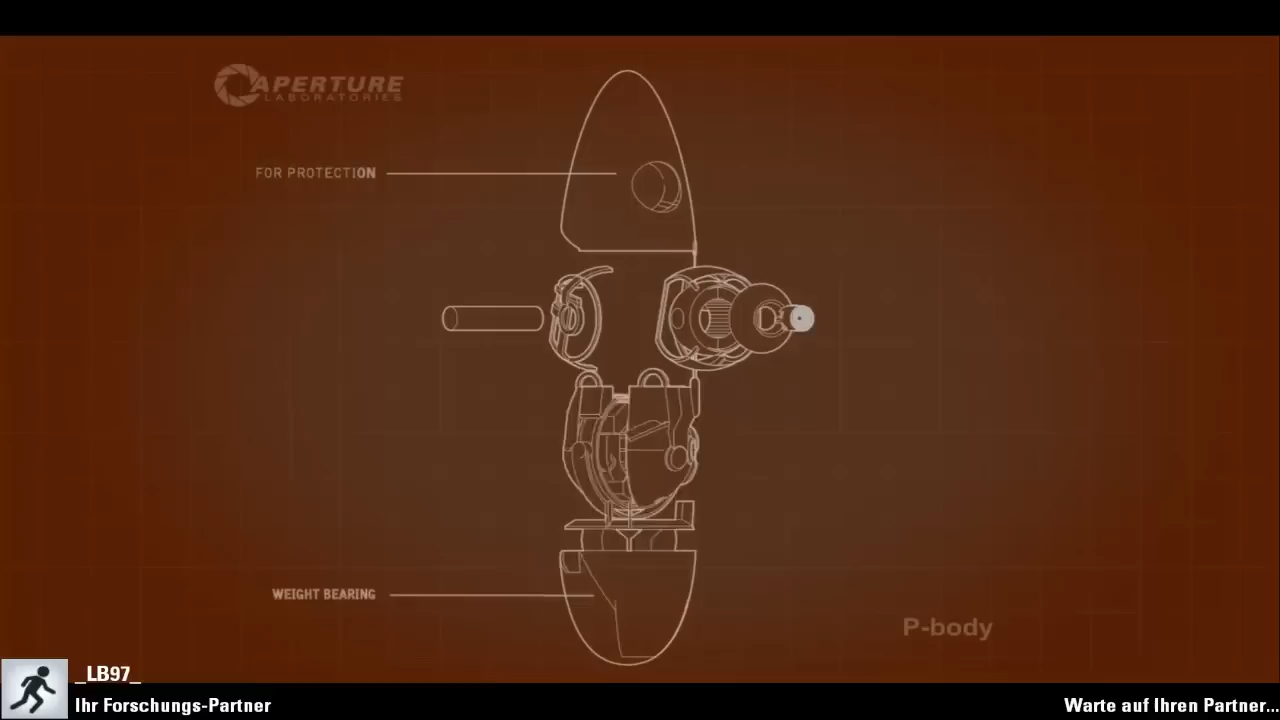 APERTURE
LABORATORIES
FOR PROTECTION
WEIGHT BEARING
P-body
_LB97_
Ihr Forschungs-Partner
Warte auf Ihren Partner...